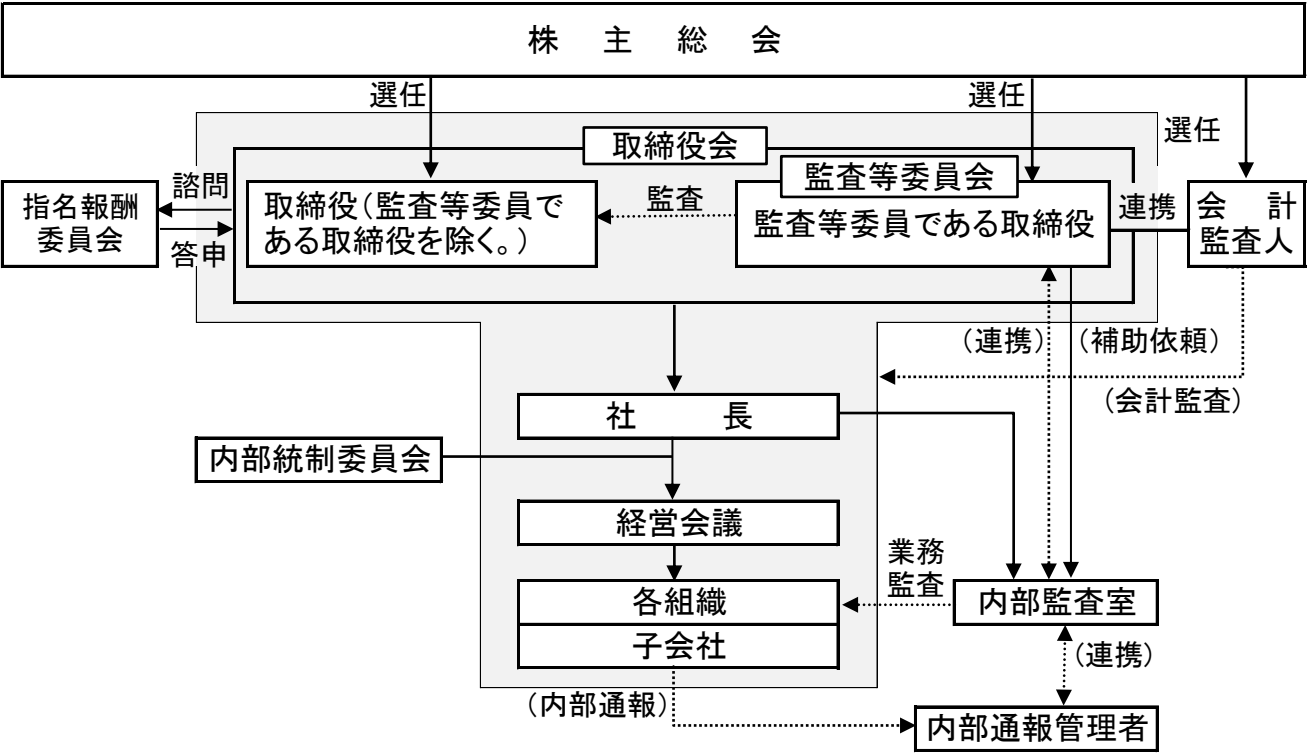 株 主 総 会
選任
選任
選任
取締役会
監査等委員会
諮問
指名報酬
委員会
答申
取締役(監査等委員で
ある取締役を除く。)
監査
監査等委員である取締役
連携
会 計
監査人
(連携)
(補助依頼)
(会計監査)
社 長
内部統制委員会
経営会議
業務
監査
各組織
子会社
内部監査室
(連携)
(内部通報)
内部通報管理者